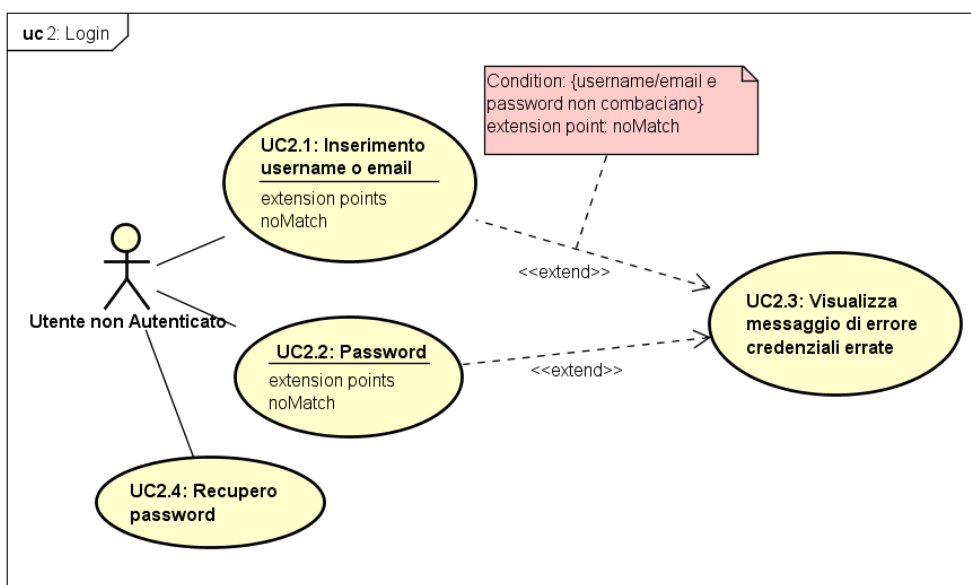 uc 2: Login
Condition: {username/email e
password non combaciano}
extension point: noMatch
UC2.1: Inserimento
username o email
extension points
noMatch
<<extend>>
Utente non Autenticato
UC2.2: Password
extension points
noMatch
<<extend>>
UC2.3: Visualizza
messaggio di errore
credenziali errate
UC2.4: Recupero
password